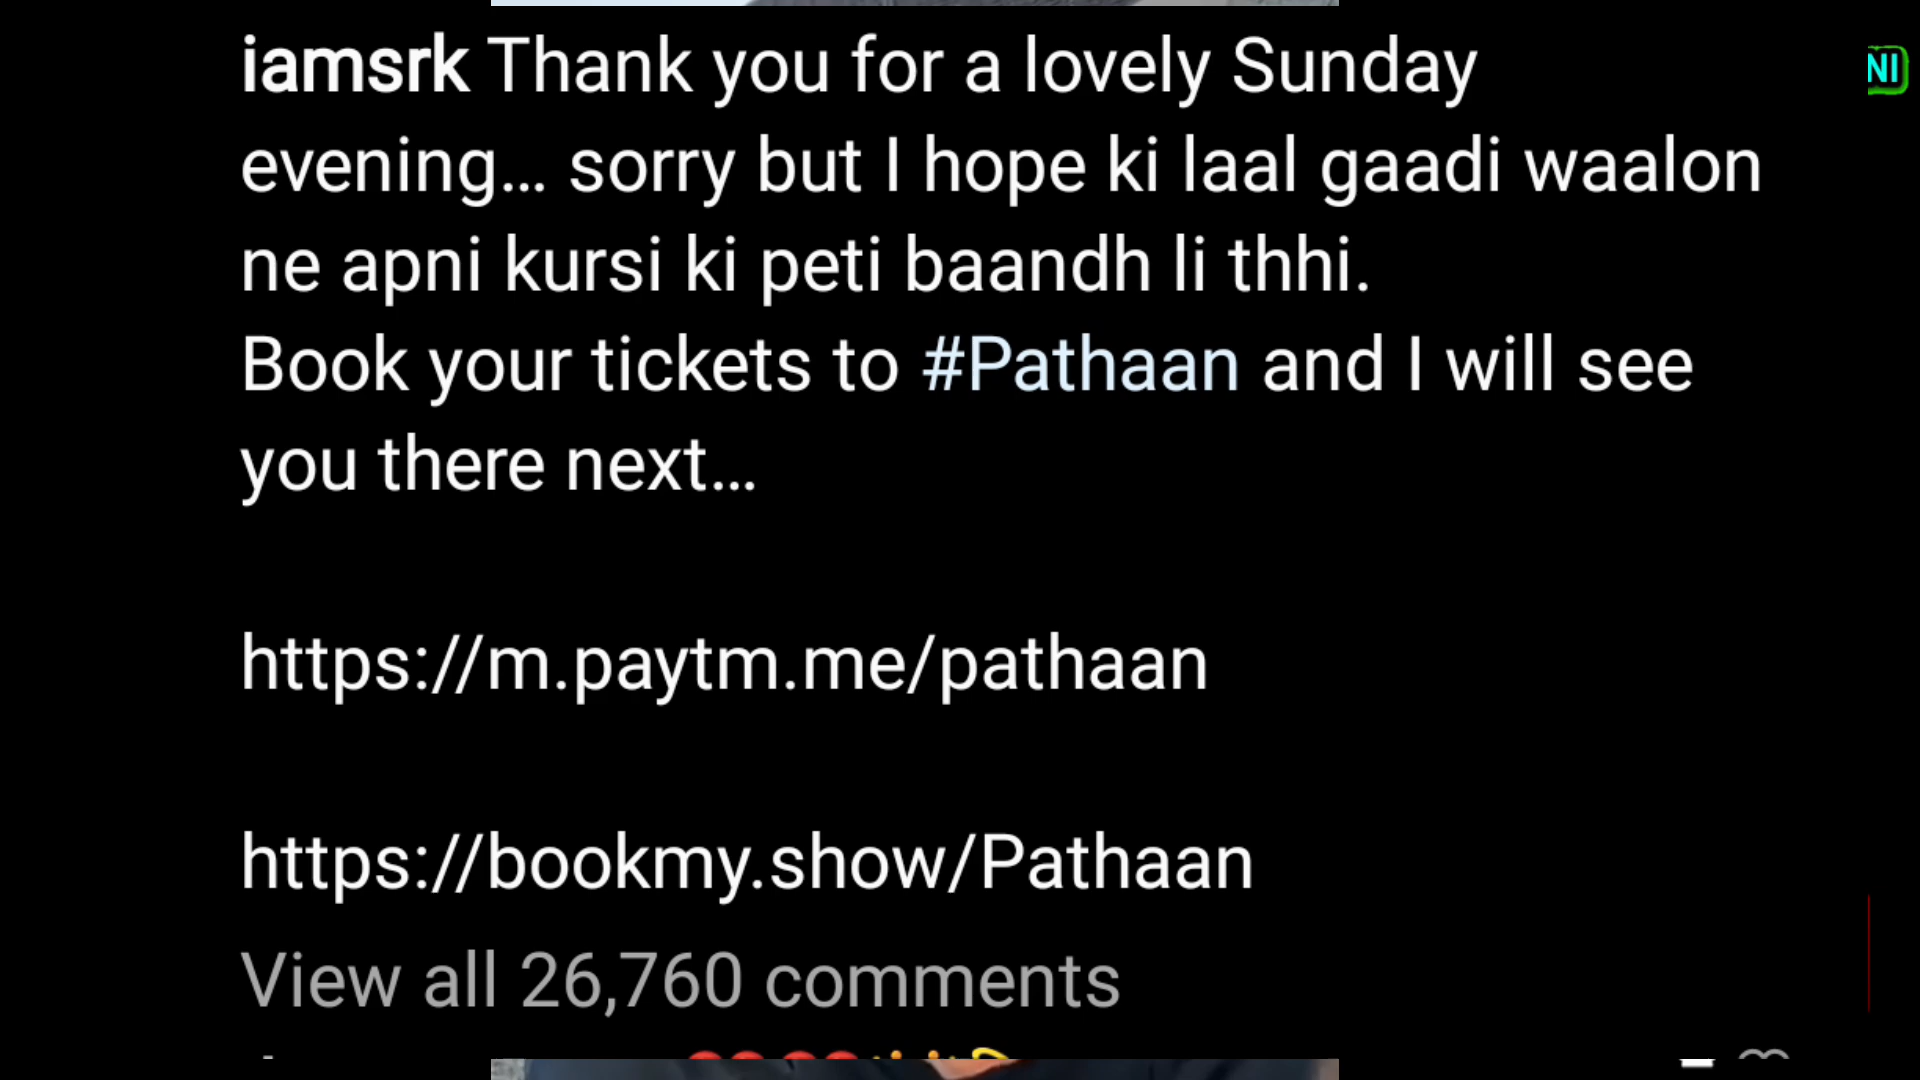 iamsrk Thank you for a lovely Sunday
NI
evening... sorry but I hope ki laal gaadi waalon
ne apni kursi ki peti baandh li thhi.
Book your tickets to #Pathaan and I will see
you there next...
https://m.paytm.me/pathaan
https://bookmy.show/Pathaan
View all 26,760 comments